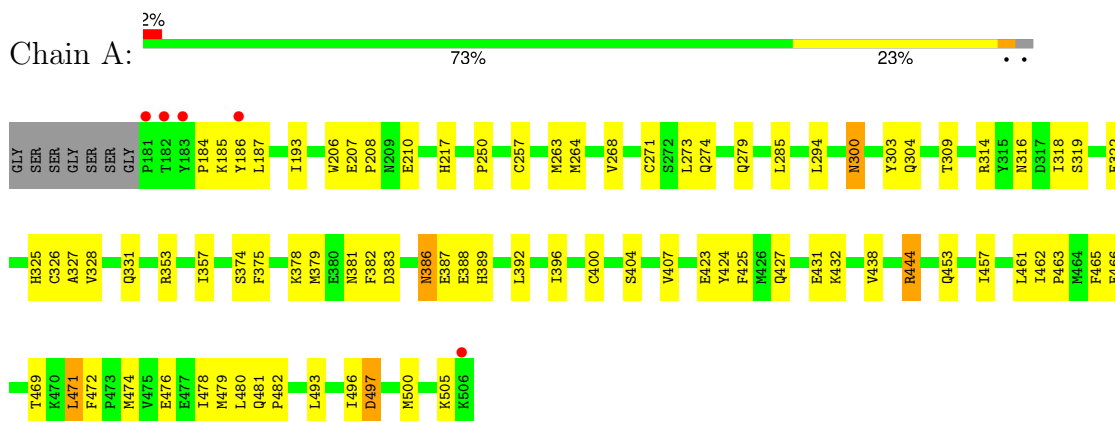 2%
Chain A:
73% 23% • •
GLY SER SER GLY SER SER GLY P181 T182 Y183 P184 K185 Y186 L187 I193 W206 E207 P208 N209 E210 H217 P250 C257 M263 M264 V268 C271 S272 L273 Q274 Q279 L285 L294 N300 Y303 Q304 T309 R314 Y315 N316 D317 I318 S319
H325 C326 A327 V328 Q331 R353 I357 S374 F375 K378 M379 E380 N381 F382 D383 N386 E387 E388 H389 L392 I396 C400 S404 V407 E423 Y424 F425 M426 Q427 E431 K432 V438 R444 Q453 I457 L461 I462 P463 M464 F465
T469 K470 L471 F472 P473 M474 V475 E476 E477 I478 M479 L480 Q481 P482 L493 I496 D497 M500 K505 K506